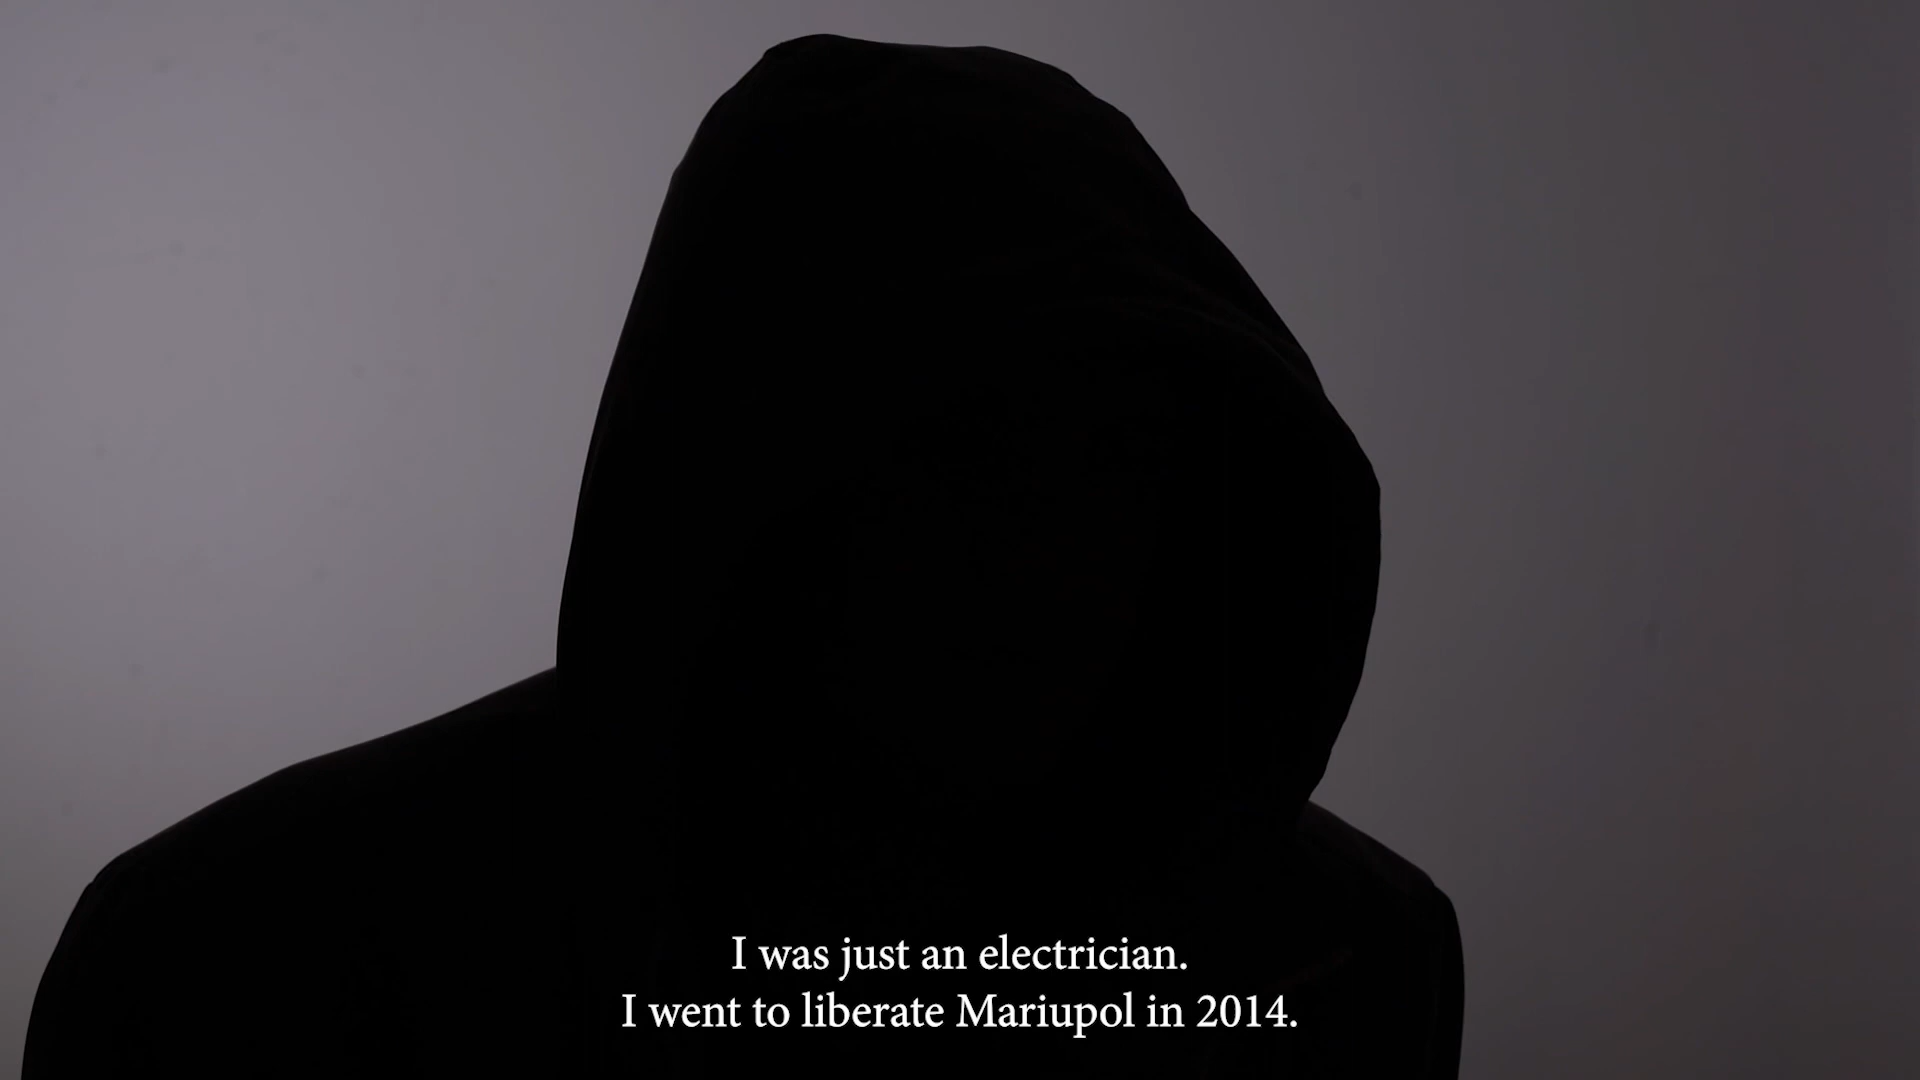 I was just an electrician.
I went to liberate Mariupol in 2014.